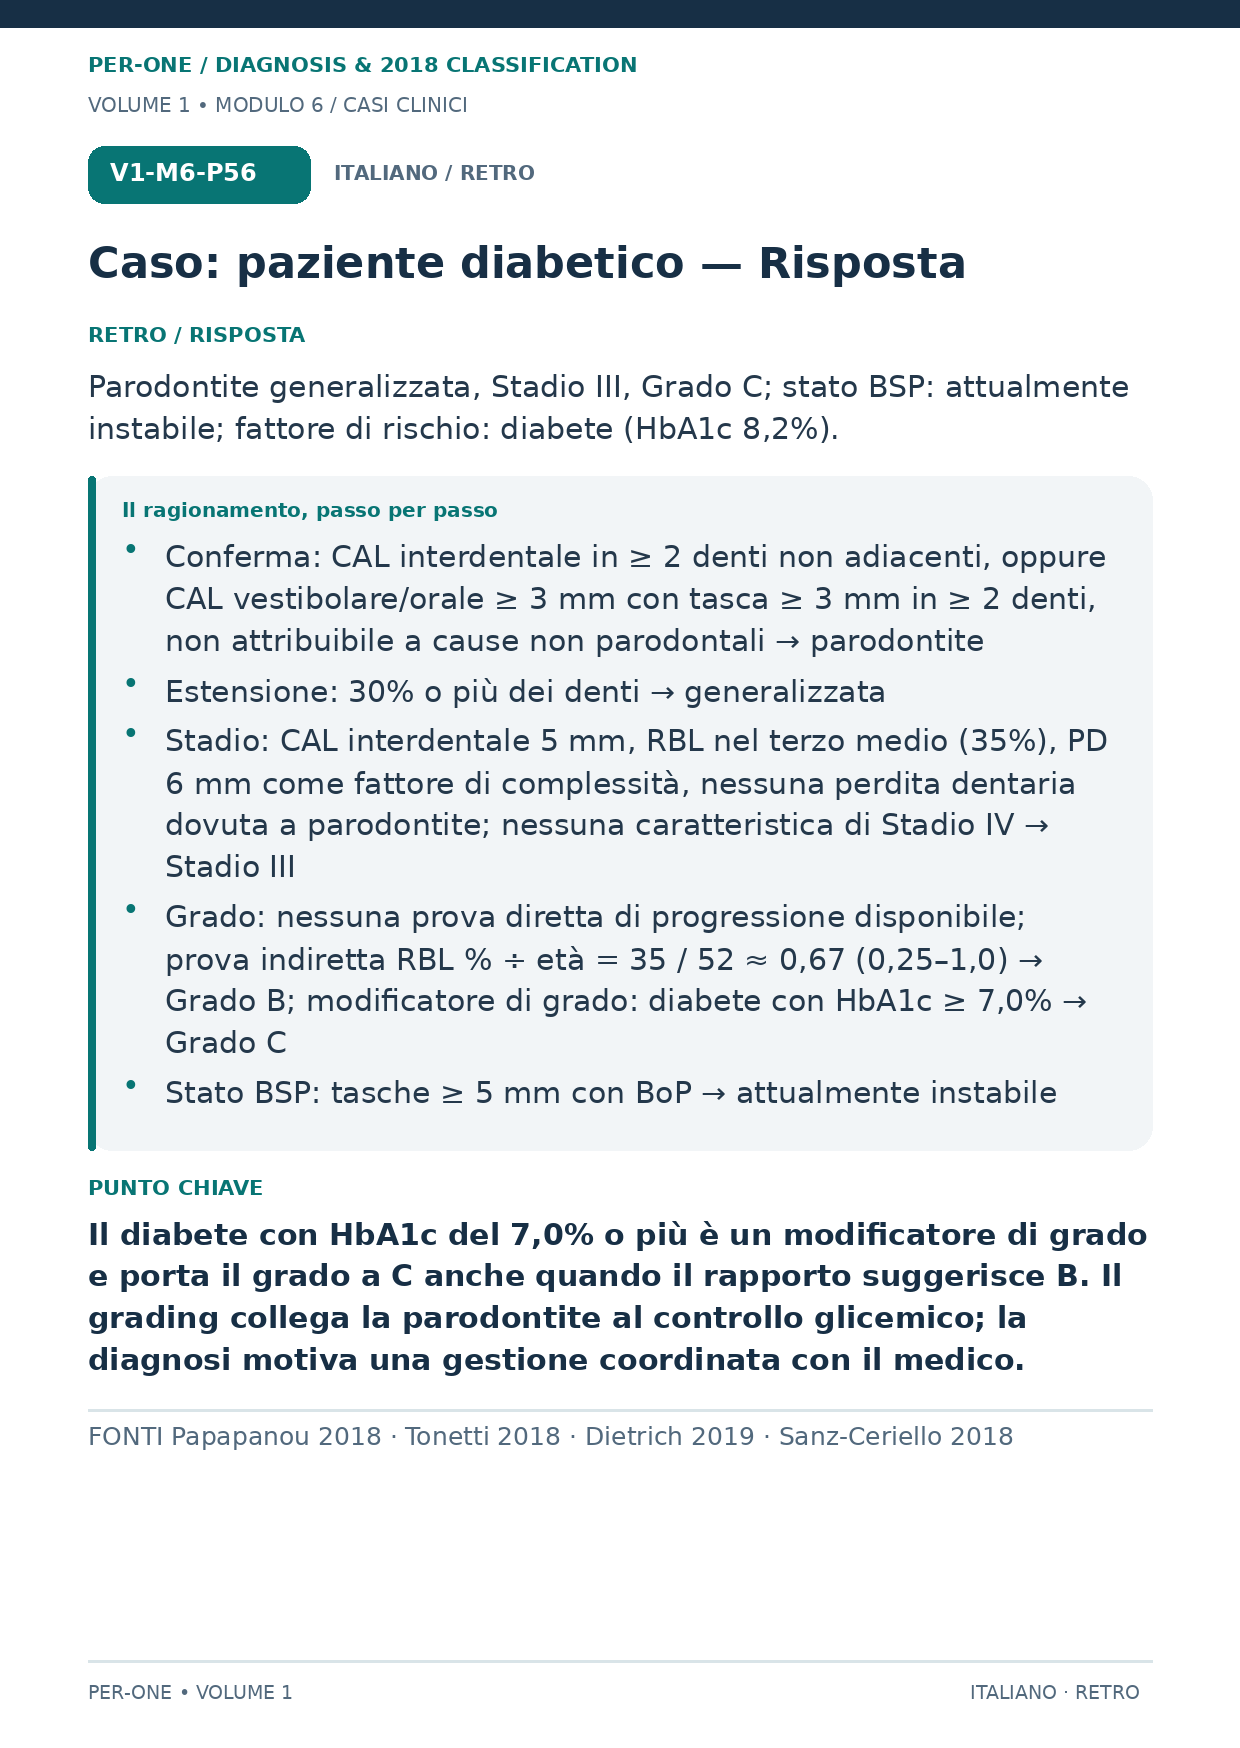 PER-ONE / DIAGNOSIS & 2018 CLASSIFICATION
VOLUME 1 • MODULO 6 / CASI CLINICI
V1-M6-P56
ITALIANO / RETRO
Caso: paziente diabetico — Risposta
RETRO / RISPOSTA
Parodontite generalizzata, Stadio III, Grado C; stato BSP: attualmente
instabile; fattore di rischio: diabete (HbA1c 8,2%).
Il ragionamento, passo per passo
• Conferma: CAL interdentale in ≥ 2 denti non adiacenti, oppure
CAL vestibolare/orale ≥ 3 mm con tasca ≥ 3 mm in ≥ 2 denti,
non attribuibile a cause non parodontali → parodontite
• Estensione: 30% o più dei denti → generalizzata
• Stadio: CAL interdentale 5 mm, RBL nel terzo medio (35%), PD
6 mm come fattore di complessità, nessuna perdita dentaria
dovuta a parodontite; nessuna caratteristica di Stadio IV →
Stadio III
• Grado: nessuna prova diretta di progressione disponibile;
prova indiretta RBL % ÷ età = 35 / 52 ≈ 0,67 (0,25–1,0) →
Grado B; modificatore di grado: diabete con HbA1c ≥ 7,0% →
Grado C
• Stato BSP: tasche ≥ 5 mm con BoP → attualmente instabile
PUNTO CHIAVE
Il diabete con HbA1c del 7,0% o più è un modificatore di grado
e porta il grado a C anche quando il rapporto suggerisce B. Il
grading collega la parodontite al controllo glicemico; la
diagnosi motiva una gestione coordinata con il medico.
FONTI Papapanou 2018 · Tonetti 2018 · Dietrich 2019 · Sanz-Ceriello 2018
PER-ONE • VOLUME 1
ITALIANO · RETRO